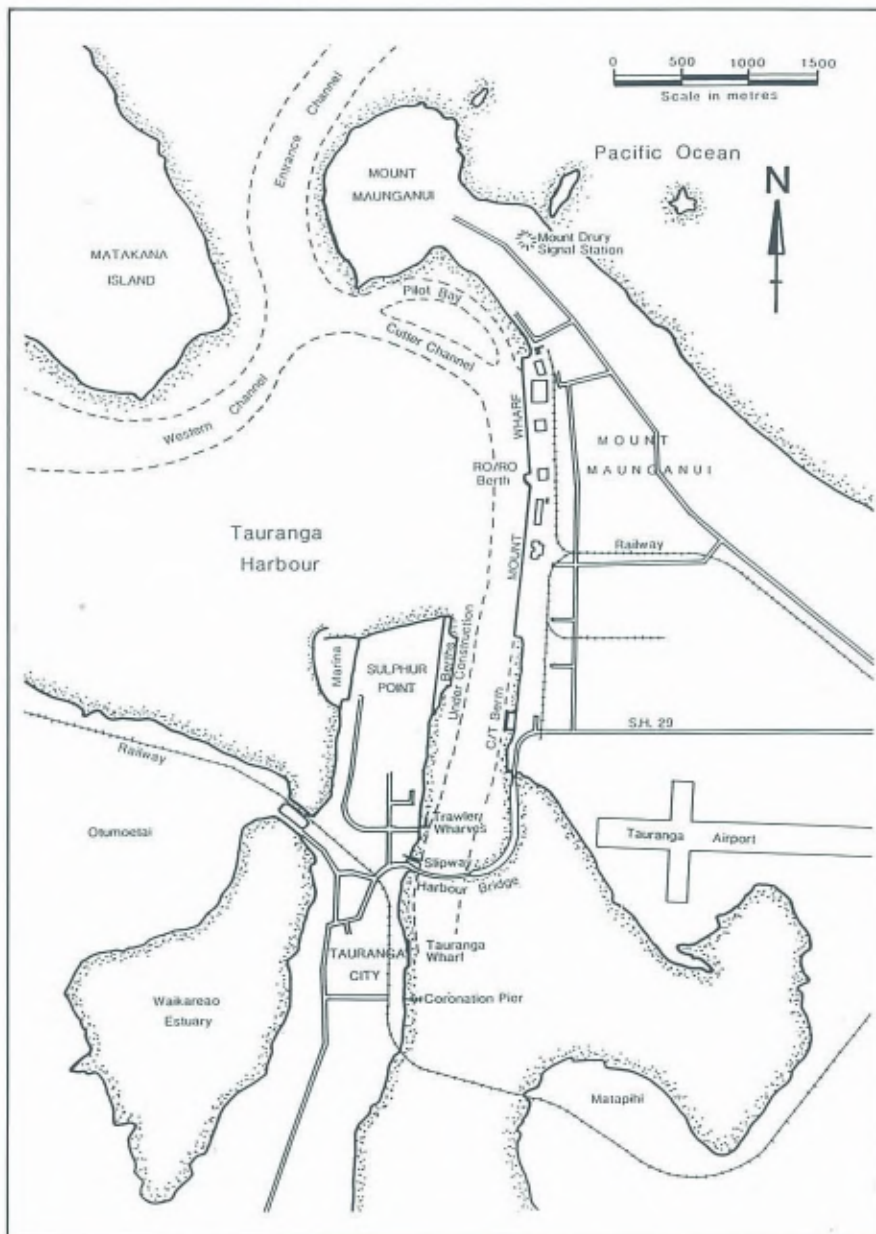 0 500 1000 1500
Scale in metres
Pacific Ocean
N
Entrance Channel
MOUNT
MAUNGANUI
MATAKANA
ISLAND
Mount Drury
Signal Station
Pilot Bay
Cutter Channel
Western Channel
WHARF
MOUNT
MOUNT
MAUNGANUI
RO/RO
Berth
Railway
Tauranga
Harbour
Marina
SULPHUR
POINT
Berths
Under Construction
C/T Berth
S.H. 29
Railway
Otumoetai
Trawler
Wharves
Slipway
Harbour Bridge
Tauranga Airport
TAURANGA
CITY
Tauranga
Wharf
Coronation Pier
Waikareao
Estuary
Matapihi